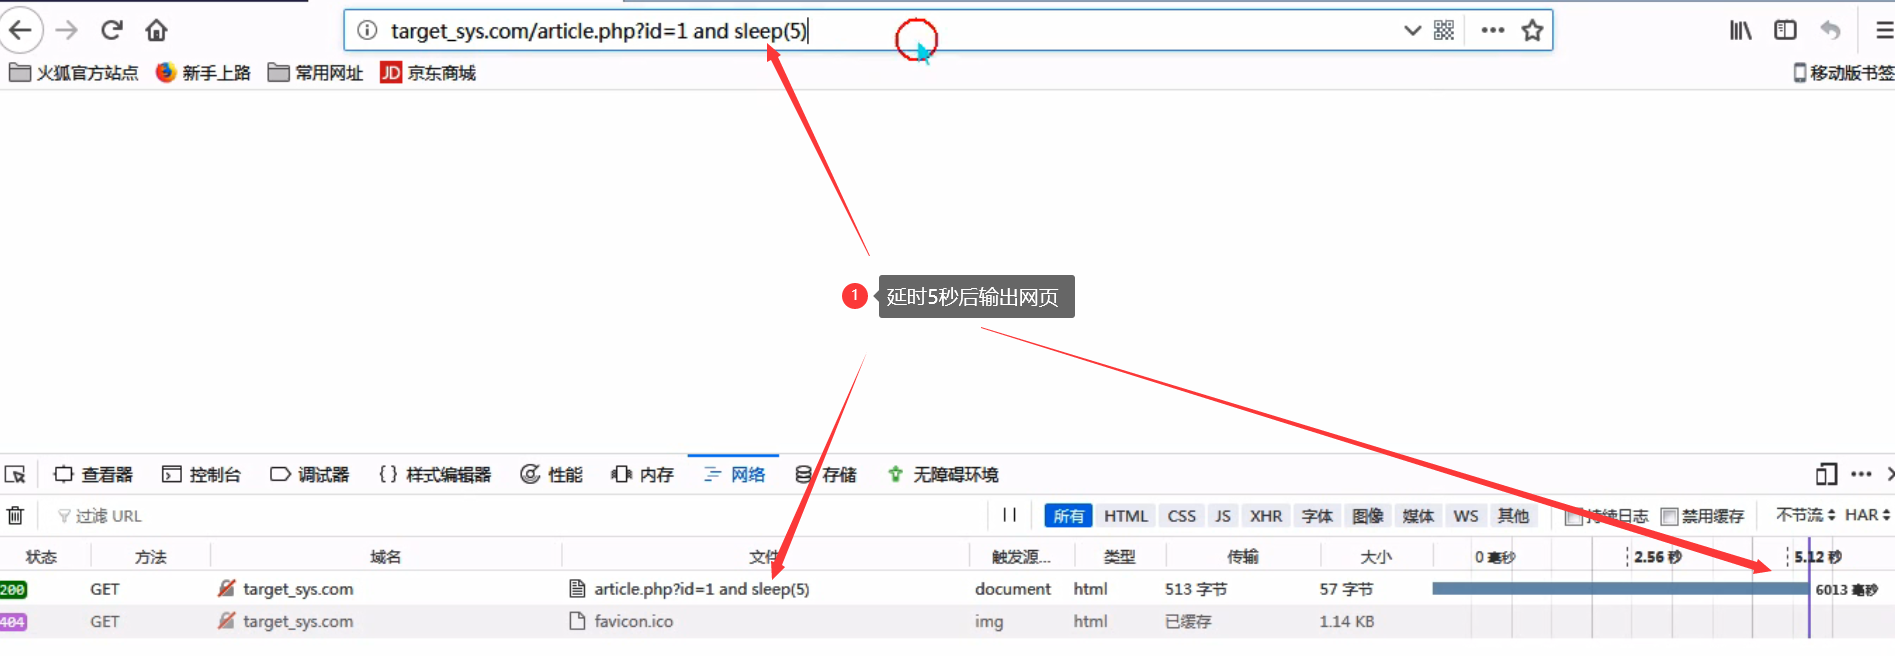 target_sys.com/article.php?id=1 and sleep(5)
火狐官方站点 新手上路 常用网址 JD 京东商城 移动版书签
1 延时5秒后输出网页
查看器 控制台 调试器 {} 样式编辑器 性能 内存 网络 存储 无障碍环境
过滤 URL 所有 HTML CSS JS XHR 字体 图像 媒体 WS 其他 持续日志 禁用缓存 不节流 HAR
状态 方法 域名 文件 触发源... 类型 传输 大小 0 毫秒 2.56 秒 5.12 秒
200 GET target_sys.com article.php?id=1 and sleep(5) document html 513 字节 57 字节 6013 毫秒
404 GET target_sys.com favicon.ico img html 已缓存 1.14 KB